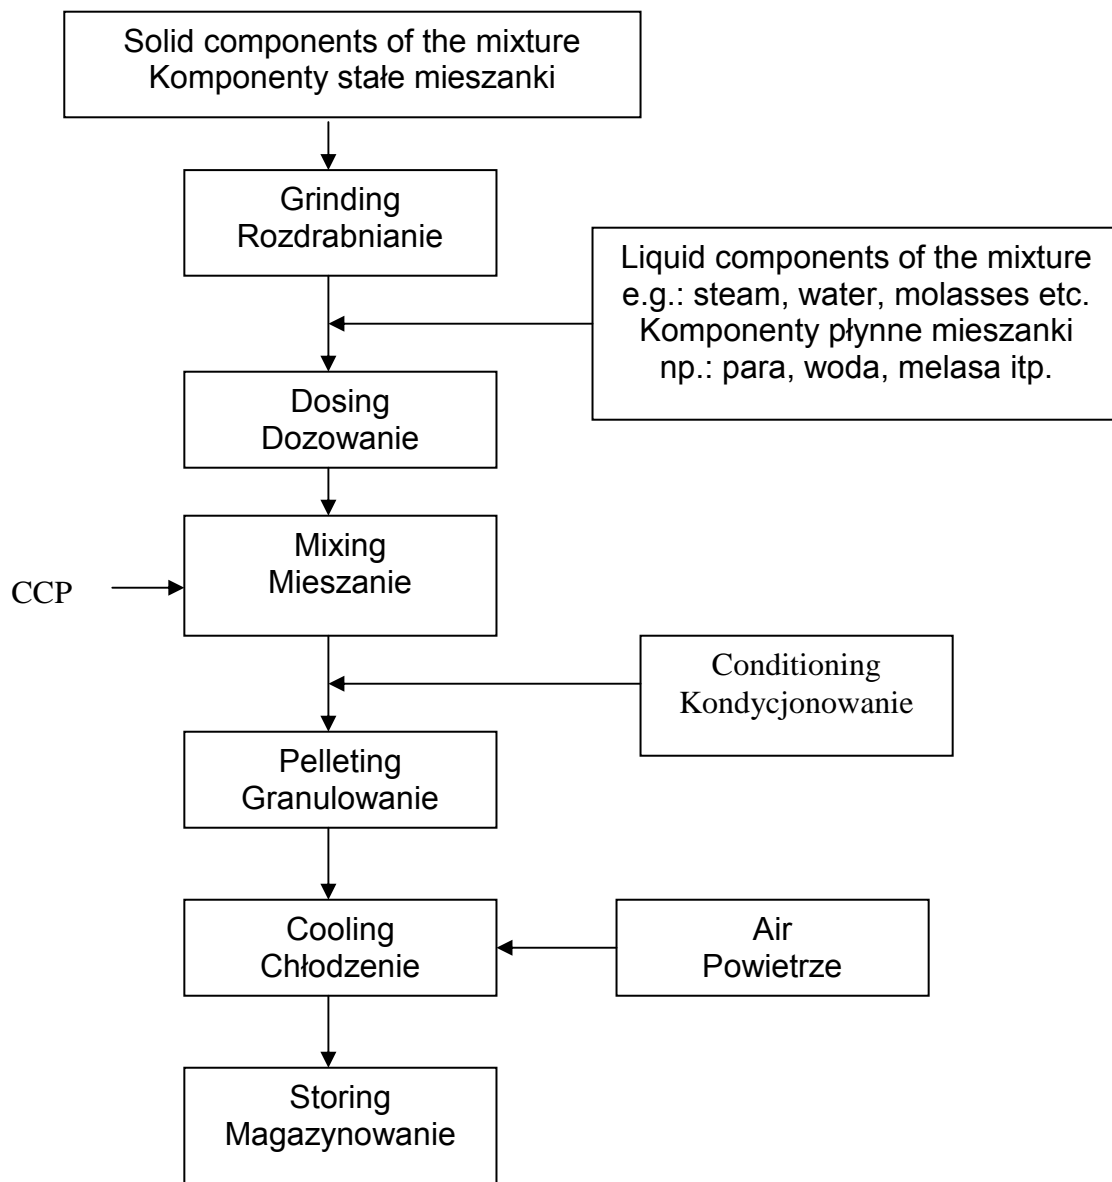 Solid components of the mixture
Komponenty stałe mieszanki
Grinding
Rozdrabnianie
Liquid components of the mixture
e.g.: steam, water, molasses etc.
Komponenty płynne mieszanki
np.: para, woda, melasa itp.
Dosing
Dozowanie
Mixing
Mieszanie
CCP
Conditioning
Kondycjonowanie
Pelleting
Granulowanie
Cooling
Chłodzenie
Air
Powietrze
Storing
Magazynowanie